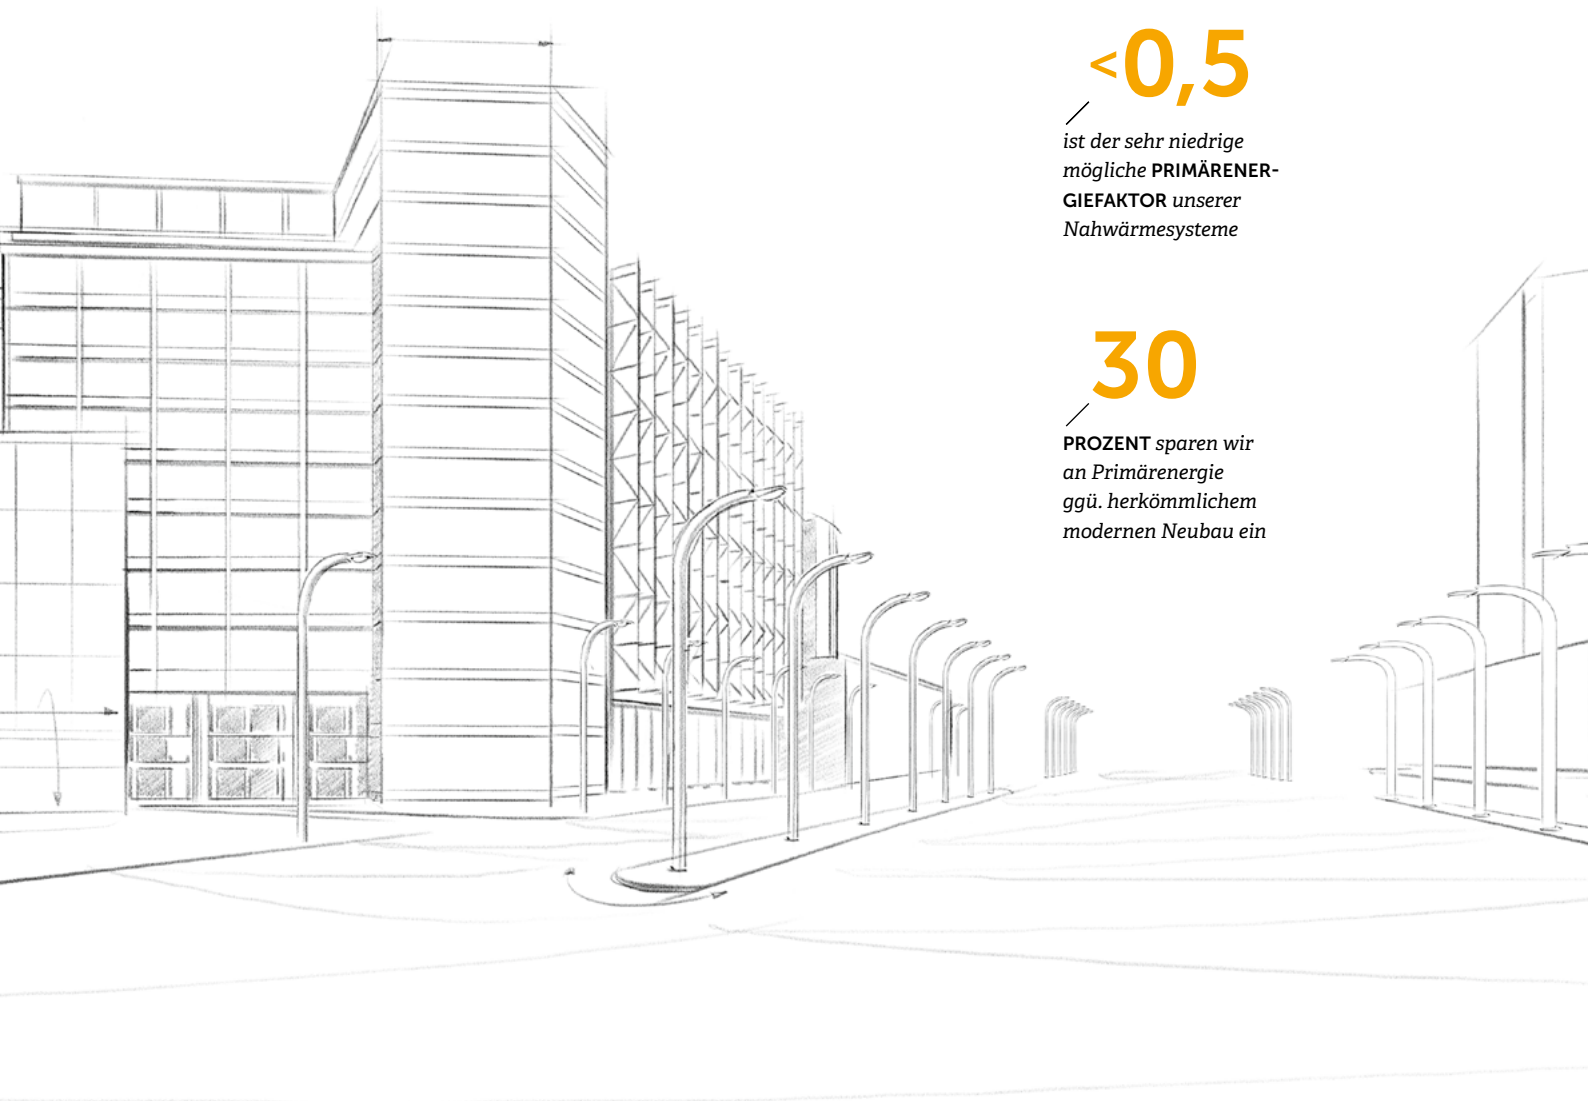 <0,5
ist der sehr niedrige
mögliche PRIMÄRENER-
GIEFAKTOR unserer
Nahwärmesysteme
30
PROZENT sparen wir
an Primärenergie
ggü. herkömmlichem
modernen Neubau ein